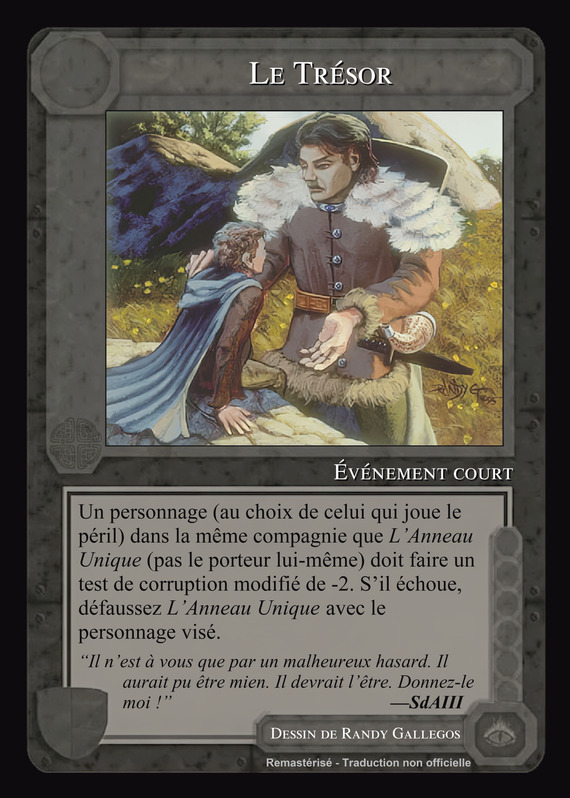 Le Trésor
RANDY G
Événement court
Un personnage (au choix de celui qui joue le
péril) dans la même compagnie que L'Anneau
Unique (pas le porteur lui-même) doit faire un
test de corruption modifié de -2. S'il échoue,
défaussez L'Anneau Unique avec le
personnage visé.
“Il n'est à vous que par un malheureux hasard. Il
aurait pu être mien. Il devrait l'être. Donnez-le
moi !” —SdAIII
Dessin de Randy Gallegos
Remastérisé - Traduction non officielle